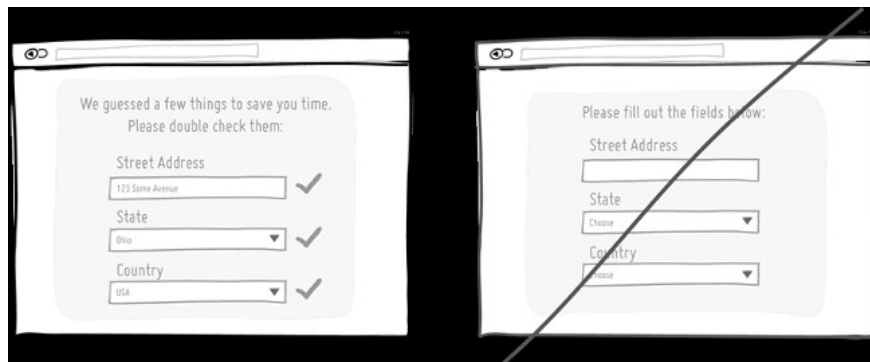 We guessed a few things to save you time.
Please double check them:
Street Address
123 Some Avenue
State
Ohio
Country
USA
Please fill out the fields below:
Street Address
State
Choose
Country
Choose